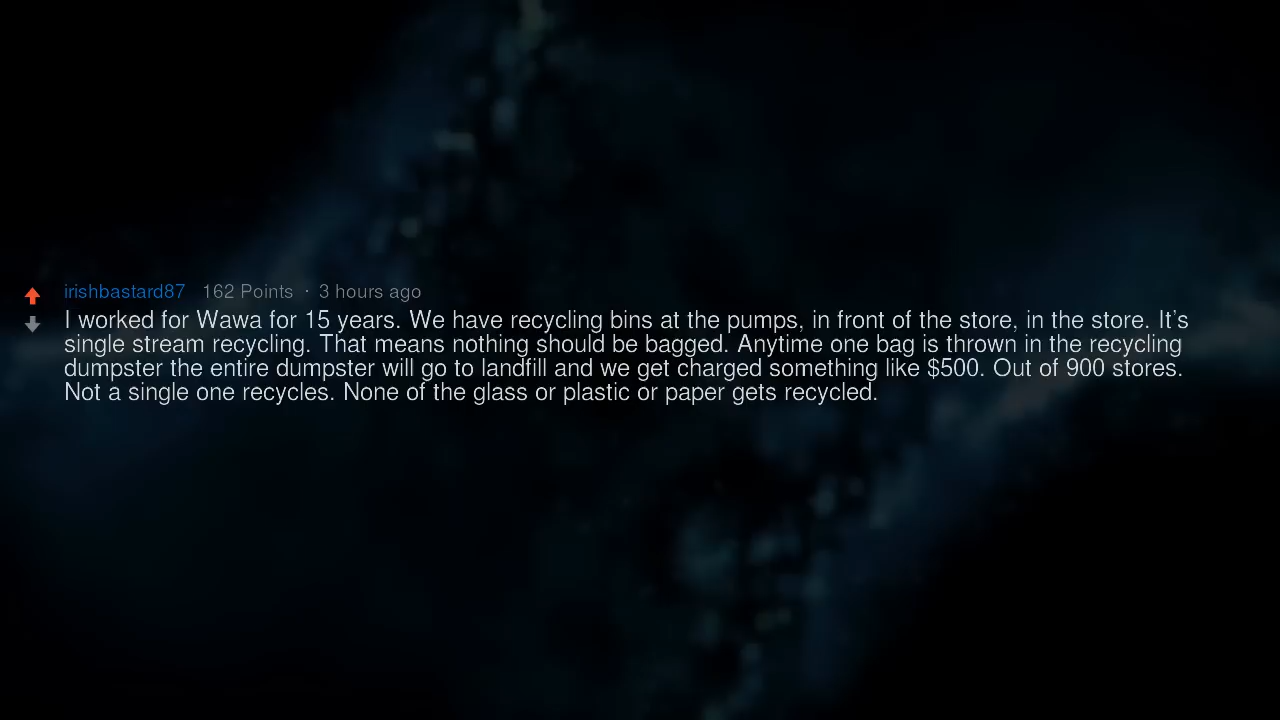 irishbastard87 162 Points · 3 hours ago
I worked for Wawa for 15 years. We have recycling bins at the pumps, in front of the store, in the store. It's
single stream recycling. That means nothing should be bagged. Anytime one bag is thrown in the recycling
dumpster the entire dumpster will go to landfill and we get charged something like $500. Out of 900 stores.
Not a single one recycles. None of the glass or plastic or paper gets recycled.